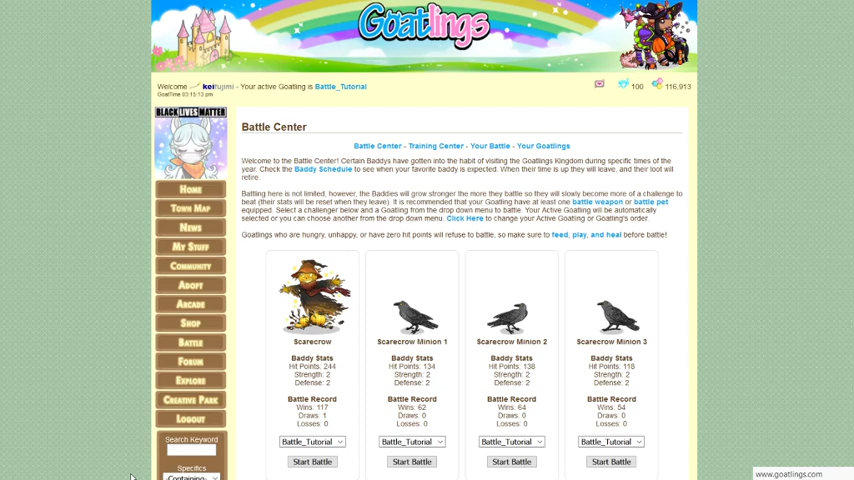 Goatlings
Welcome keifujimi - Your active Goatling is Battle_Tutorial
GoatTime 03:15:13 pm
100
116,913
BLACK LIVES MATTER
HOME
TOWN MAP
NEWS
MY STUFF
COMMUNITY
ADOPT
ARCADE
SHOP
BATTLE
FORUM
EXPLORE
CREATIVE PARK
LOGOUT
Search Keyword
Specifics
-Containing-
Battle Center
Battle Center - Training Center - Your Battle - Your Goatlings
Welcome to the Battle Center! Certain Baddys have gotten into the habit of visiting the Goatlings Kingdom during specific times of the
year. Check the Baddy Schedule to see when your favorite baddy is expected. When their time is up they will leave, and their loot will
retire.
Battling here is not limited, however, the Baddies will grow stronger the more they battle so they will slowly become more of a challenge to
beat (their stats will be reset when they leave). It is recommended that your Goatling have at least one battle weapon or battle pet
equipped. Select a challenger below and a Goatling from the drop down menu to battle. Your Active Goatling will be automatically
selected or you can choose another from the drop down menu. Click Here to change your Active Goatling or Goatling's order.
Goatlings who are hungry, unhappy, or have zero hit points will refuse to battle, so make sure to feed, play, and heal before battle!
Scarecrow
Baddy Stats
Hit Points: 244
Strength: 2
Defense: 2
Battle Record
Wins: 117
Draws: 1
Losses: 0
Battle_Tutorial
Start Battle
Scarecrow Minion 1
Baddy Stats
Hit Points: 134
Strength: 2
Defense: 2
Battle Record
Wins: 62
Draws: 0
Losses: 0
Battle_Tutorial
Start Battle
Scarecrow Minion 2
Baddy Stats
Hit Points: 138
Strength: 2
Defense: 2
Battle Record
Wins: 64
Draws: 0
Losses: 0
Battle_Tutorial
Start Battle
Scarecrow Minion 3
Baddy Stats
Hit Points: 118
Strength: 2
Defense: 2
Battle Record
Wins: 54
Draws: 0
Losses: 0
Battle_Tutorial
Start Battle
www.goatlings.com